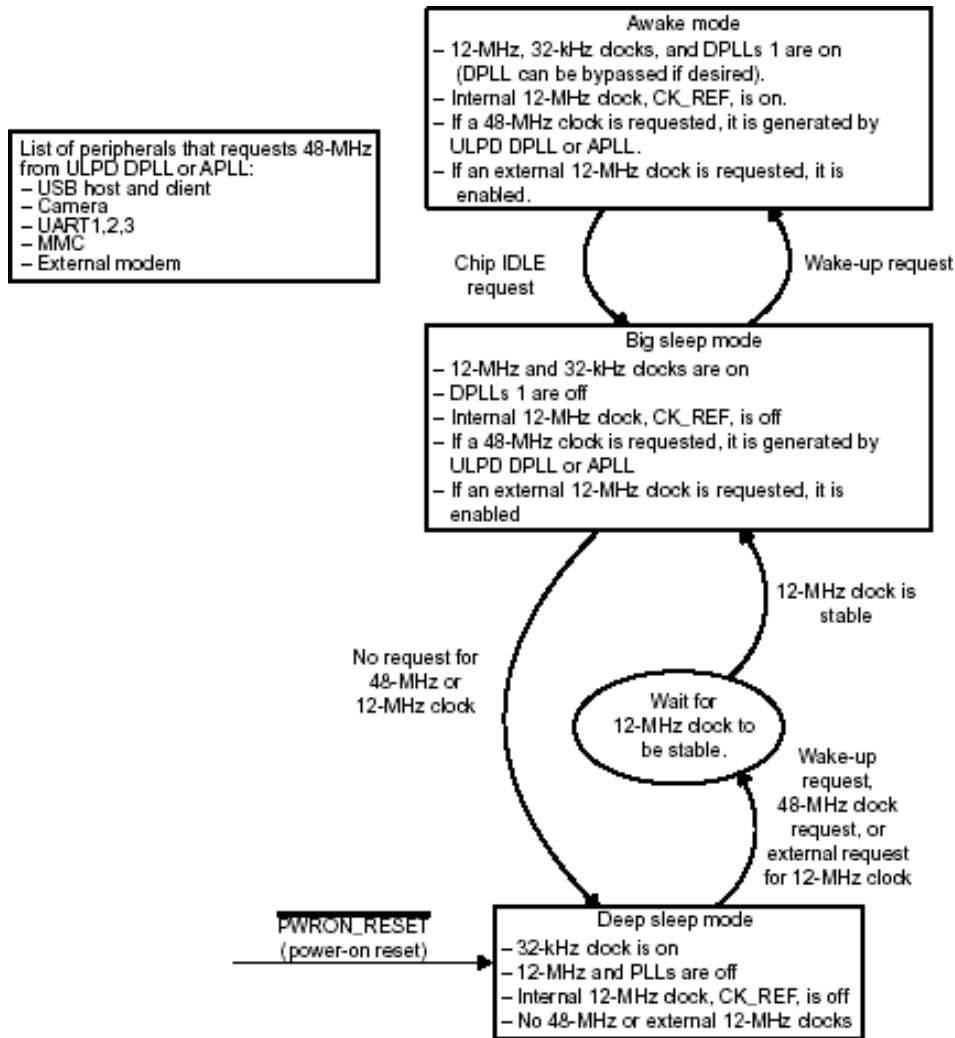 Awake mode
– 12-MHz, 32-kHz clocks, and DPLLs 1 are on
(DPLL can be bypassed if desired).
– Internal 12-MHz clock, CK_REF, is on.
– If a 48-MHz clock is requested, it is generated by
ULPD DPLL or APLL.
– If an external 12-MHz clock is requested, it is
enabled.
List of peripherals that requests 48-MHz
from ULPD DPLL or APLL:
– USB host and client
– Camera
– UART1,2,3
– MMC
– External modem
Chip IDLE
request
Wake-up request
Big sleep mode
– 12-MHz and 32-kHz clocks are on
– DPLLs 1 are off
– Internal 12-MHz clock, CK_REF, is off
– If a 48-MHz clock is requested, it is generated by
ULPD DPLL or APLL
– If an external 12-MHz clock is requested, it is
enabled
12-MHz clock is
stable
No request for
48-MHz or
12-MHz clock
Wait for
12-MHz clock to
be stable.
Wake-up
request,
48-MHz clock
request, or
external request
for 12-MHz clock
PWRON_RESET
(power-on reset)
Deep sleep mode
– 32-kHz clock is on
– 12-MHz and PLLs are off
– Internal 12-MHz clock, CK_REF, is off
– No 48-MHz or external 12-MHz clocks